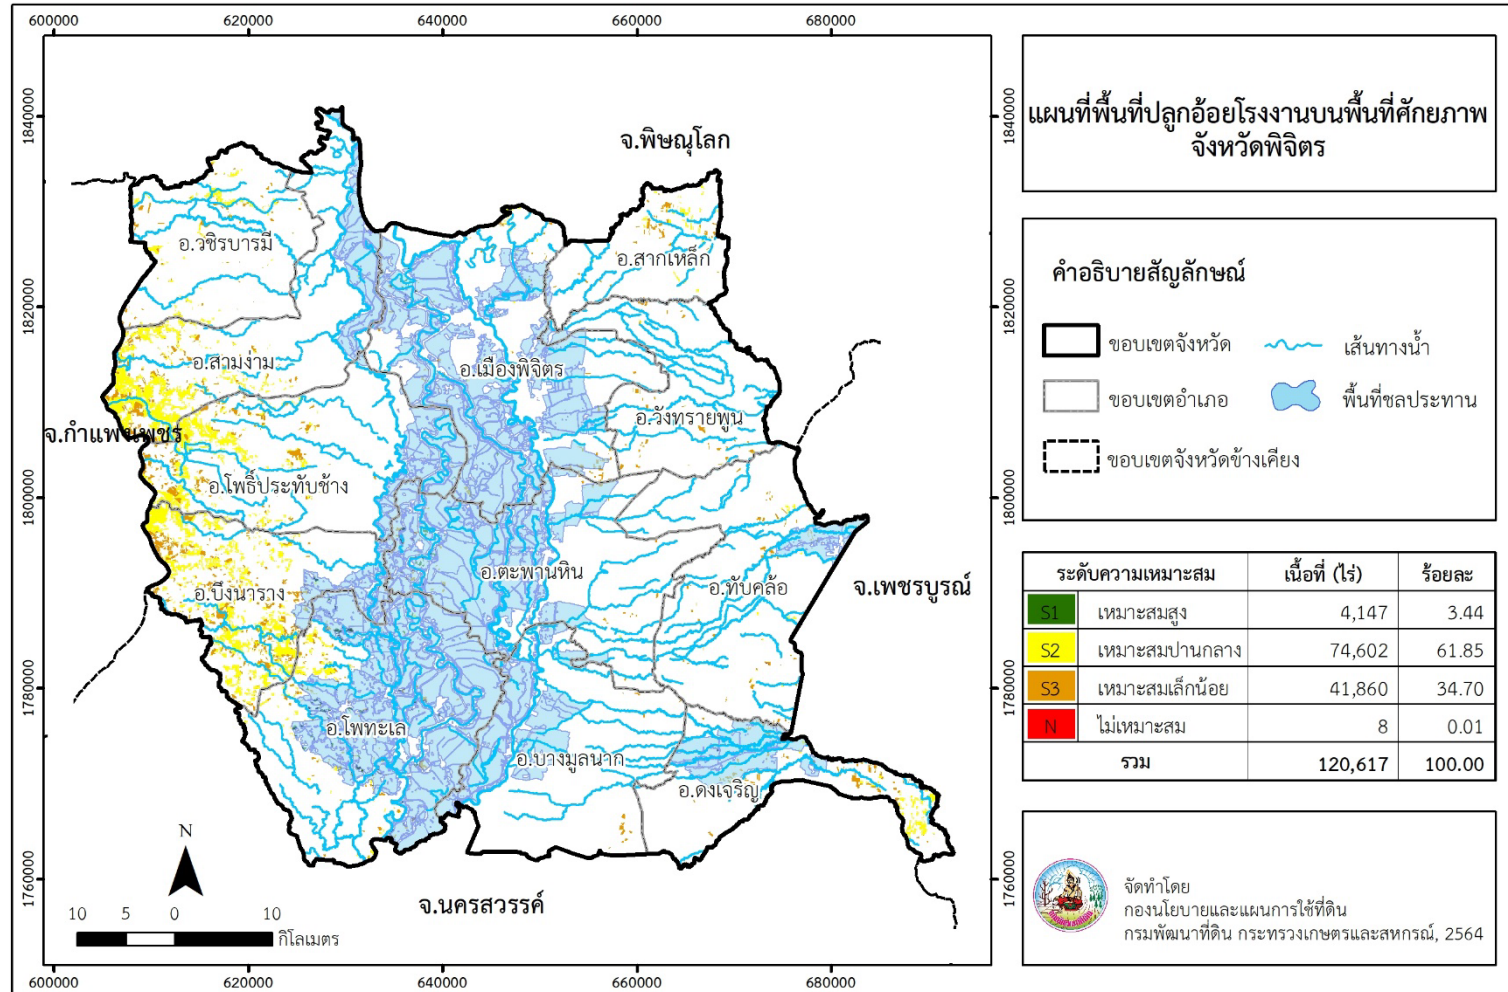 600000 620000 640000 660000 680000
1840000
1820000
1800000
1780000
1760000
จ.พิษณุโลก
อ.วชิรบารมี
อ.สากเหล็ก
อ.สามง่าม
อ.เมืองพิจิตร
อ.วังทรายพูน
จ.กำแพงเพชร
อ.โพธิ์ประทับช้าง
อ.ตะพานหิน
อ.ทับคล้อ
จ.เพชรบูรณ์
อ.บึงนาราง
อ.โพทะเล
อ.บางมูลนาก
อ.ดงเจริญ
จ.นครสวรรค์
N
10 5 0 10
กิโลเมตร
1840000
1820000
1800000
1780000
1760000
600000 620000 640000 660000 680000
แผนที่พื้นที่ปลูกอ้อยโรงงานบนพื้นที่ศักยภาพ
จังหวัดพิจิตร
คำอธิบายสัญลักษณ์
ขอบเขตจังหวัด เส้นทางน้ำ
ขอบเขตอำเภอ พื้นที่ชลประทาน
ขอบเขตจังหวัดข้างเคียง
ระดับความเหมาะสม เนื้อที่ (ไร่) ร้อยละ
S1 เหมาะสมสูง 4,147 3.44
S2 เหมาะสมปานกลาง 74,602 61.85
S3 เหมาะสมเล็กน้อย 41,860 34.70
N ไม่เหมาะสม 8 0.01
รวม 120,617 100.00
จัดทำโดย
กองนโยบายและแผนการใช้ที่ดิน
กรมพัฒนาที่ดิน กระทรวงเกษตรและสหกรณ์, 2564